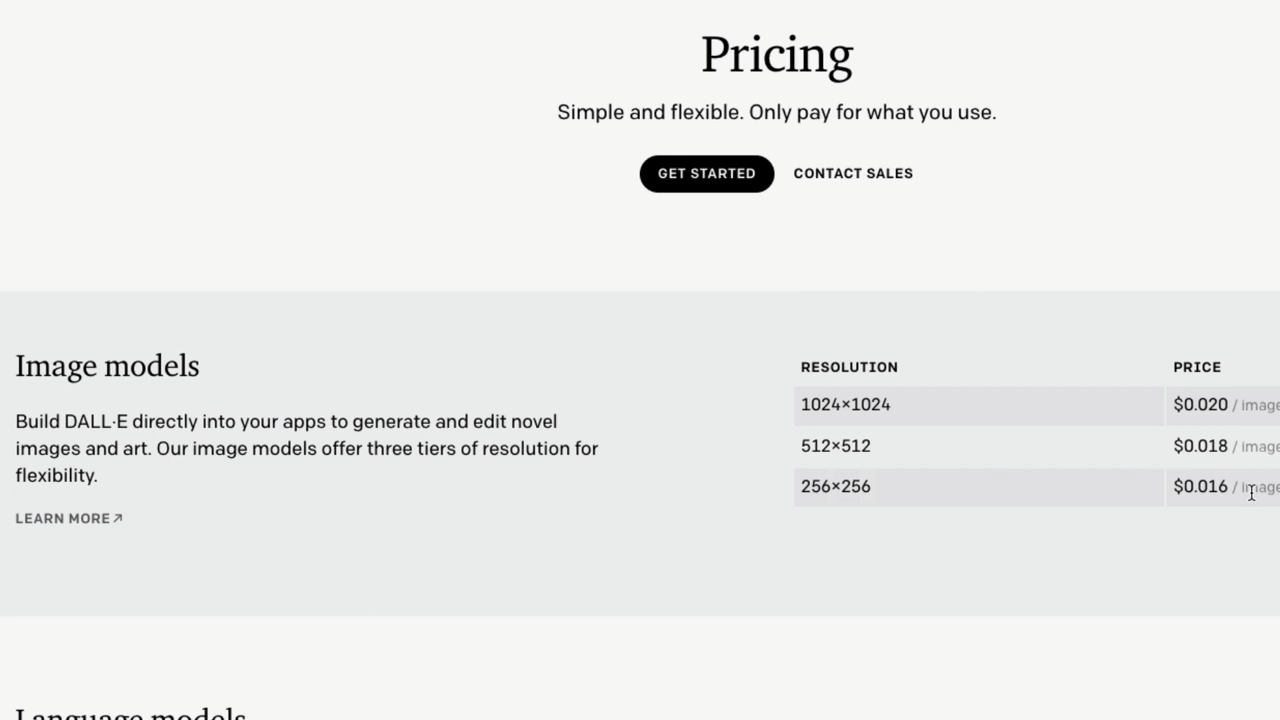 Pricing
Simple and flexible. Only pay for what you use.
GET STARTED CONTACT SALES
Image models
Build DALL·E directly into your apps to generate and edit novel
images and art. Our image models offer three tiers of resolution for
flexibility.
LEARN MORE↗
RESOLUTION PRICE
1024×1024 $0.020 / image
512×512 $0.018 / image
256×256 $0.016 / image
Language models